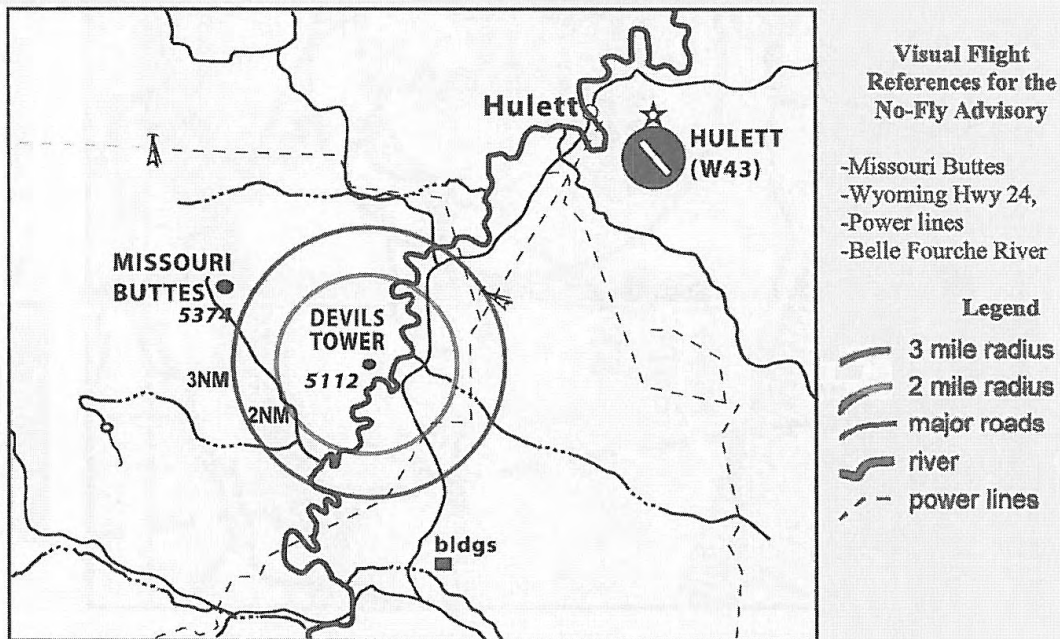 Hulett
HULETT
(W43)
MISSOURI
BUTTES
5374
DEVILS
TOWER
5112
3NM
2NM
bldgs
Visual Flight
References for the
No-Fly Advisory
-Missouri Buttes
-Wyoming Hwy 24,
-Power lines
-Belle Fourche River
Legend
3 mile radius
2 mile radius
major roads
river
power lines